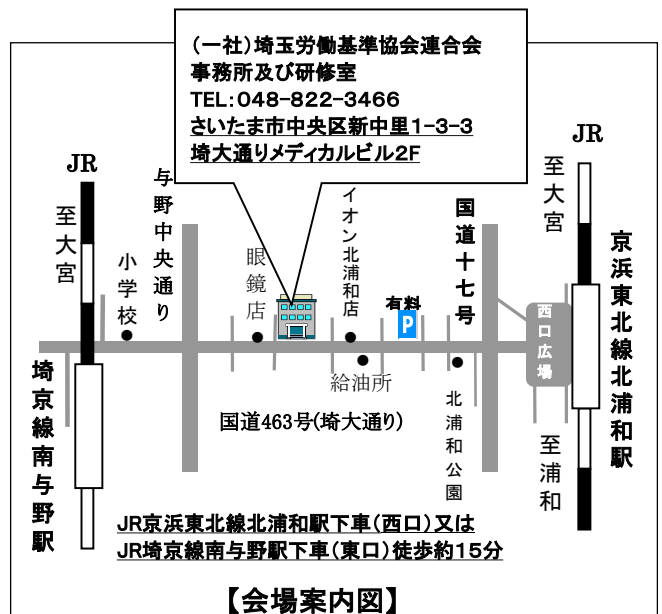 (一社)埼玉労働基準協会連合会
事務所及び研修室
TEL:048-822-3466
さいたま市中央区新中里1-3-3
埼大通りメディカルビル2F
JR
至大宮
小学校
与野中央通り
眼鏡店
イオン北浦和店
有料
P
国道十七号
JR
至大宮
京浜東北線北浦和駅
西口広場
埼京線南与野駅
給油所
国道463号(埼大通り)
北浦和公園
至浦和
JR京浜東北線北浦和駅下車(西口)又は
JR埼京線南与野駅下車(東口)徒歩約15分
【会場案内図】